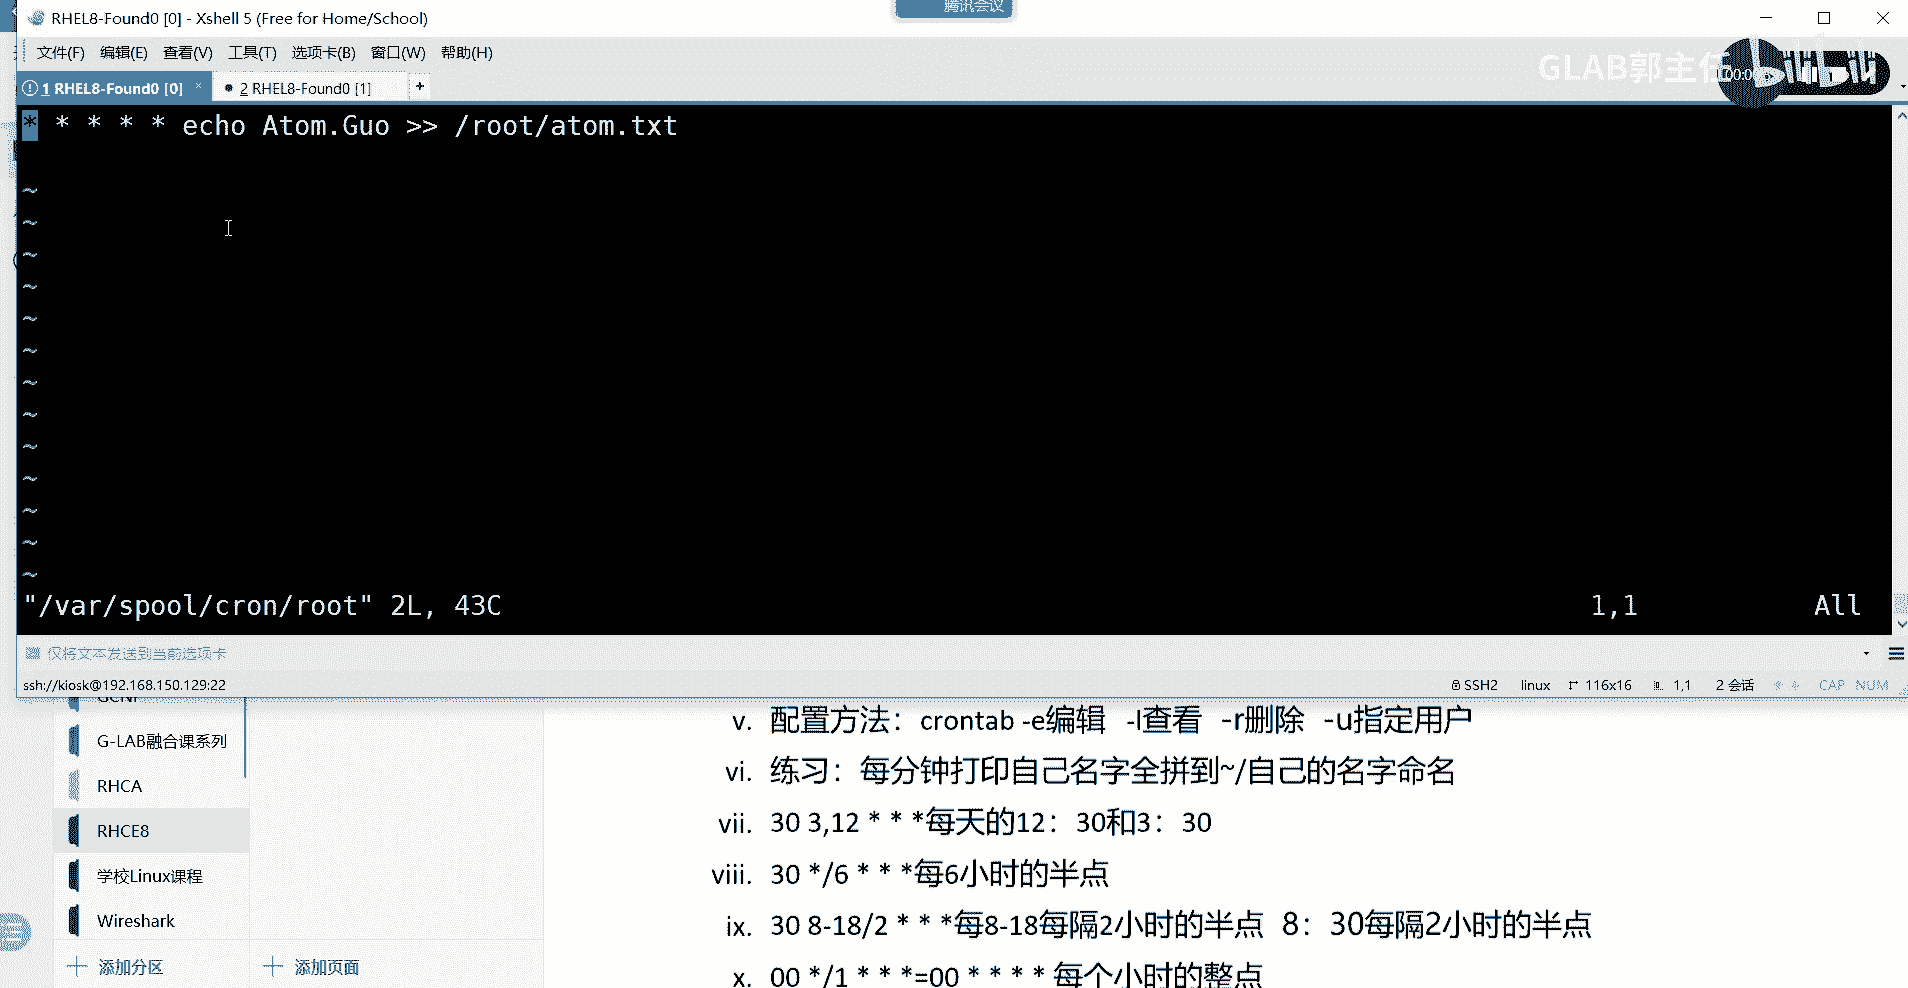 腾讯会议
RHEL8-Found0 [0] - Xshell 5 (Free for Home/School)
文件(F) 编辑(E) 查看(V) 工具(T) 选项卡(B) 窗口(W) 帮助(H)
GLAB郭主任
bilibili
1 RHEL8-Found0 [0] × 2 RHEL8-Found0 [1] +
* * * * * echo Atom.Guo >> /root/atom.txt
~
~
~
~
~
~
~
~
~
~
~
~
~
"/var/spool/cron/root" 2L, 43C 1,1 All
仅将文本发送到当前选项卡
ssh://kiosk@192.168.150.129:22 SSH2 linux 116x16 1,1 2 会话 CAP NUM
G-LAB融合课系列
RHCA
RHCE8
学校Linux课程
Wireshark
添加分区 添加页面
v. 配置方法：crontab -e编辑 -l查看 -r删除 -u指定用户
vi. 练习：每分钟打印自己名字全拼到~/自己的名字命名
vii. 30 3,12 * * *每天的12：30和3：30
viii. 30 */6 * * *每6小时的半点
ix. 30 8-18/2 * * *每8-18每隔2小时的半点 8：30每隔2小时的半点
x. 00 */1 * * *=00 * * * * 每个小时的整点